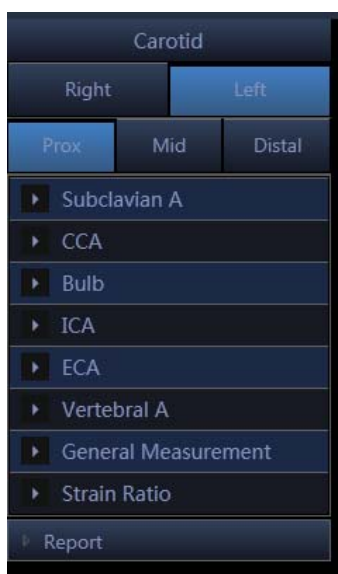 Carotid
Right Left
Prox Mid Distal
Subclavian A
CCA
Bulb
ICA
ECA
Vertebral A
General Measurement
Strain Ratio
Report